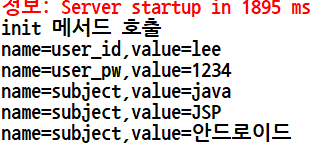 정보: Server startup in 1895 ms
init 메서드 호출
name=user_id,value=lee
name=user_pw,value=1234
name=subject,value=java
name=subject,value=JSP
name=subject,value=안드로이드